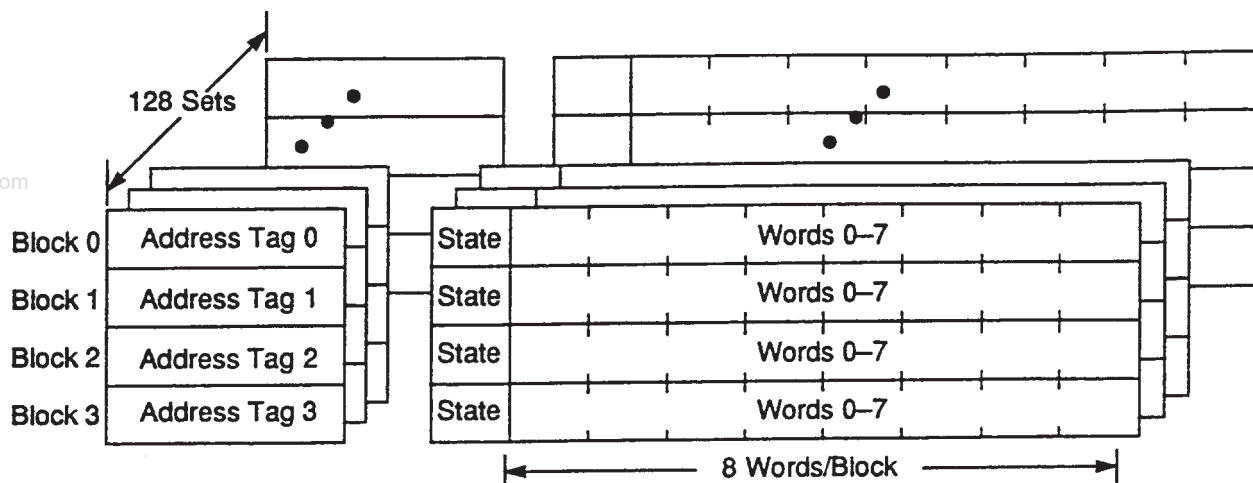 128 Sets
om
Block 0 Address Tag 0 State Words 0–7
Block 1 Address Tag 1 State Words 0–7
Block 2 Address Tag 2 State Words 0–7
Block 3 Address Tag 3 State Words 0–7
8 Words/Block